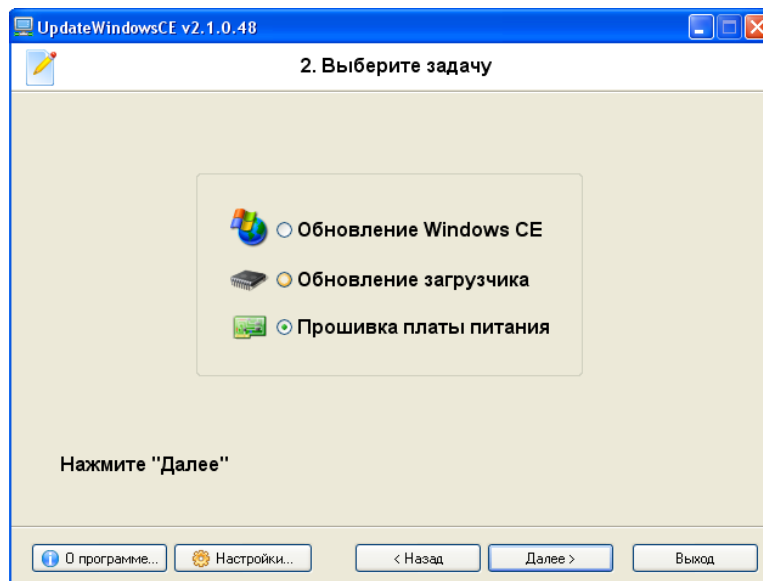 UpdateWindowsCE v2.1.0.48
2. Выберите задачу
Обновление Windows CE
Обновление загрузчика
Прошивка платы питания
Нажмите "Далее"
О программе... Настройки... < Назад Далее > Выход